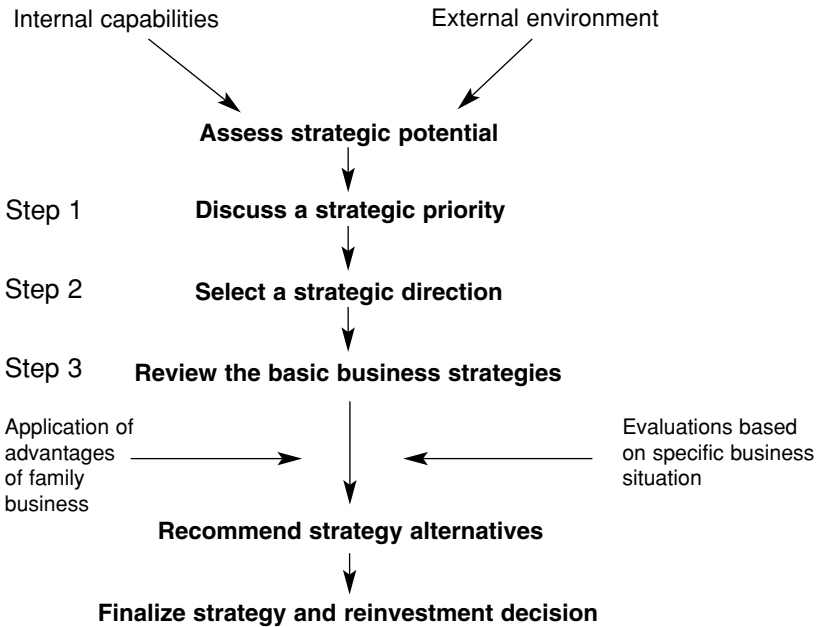 Internal capabilities
External environment
Assess strategic potential
Step 1
Discuss a strategic priority
Step 2
Select a strategic direction
Step 3
Review the basic business strategies
Application of
advantages
of family
business
Evaluations based
on specific business
situation
Recommend strategy alternatives
Finalize strategy and reinvestment decision